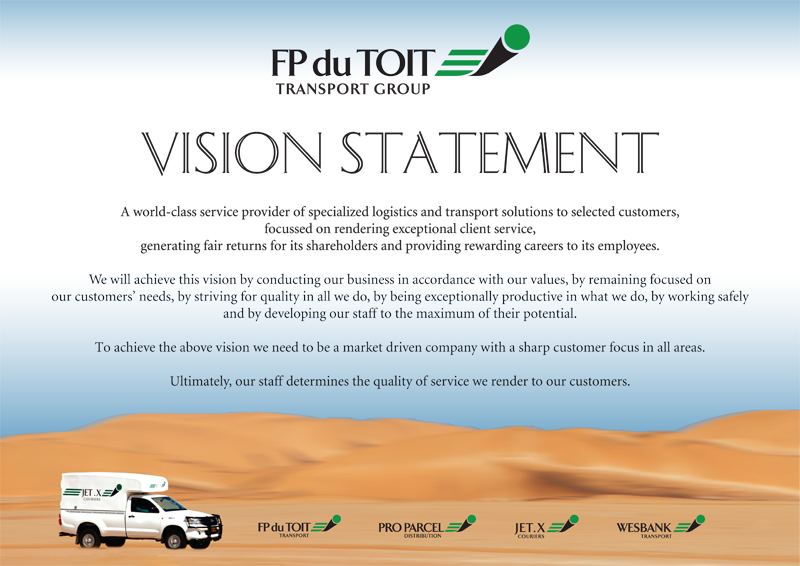 FP du TOIT
TRANSPORT GROUP
VISION STATEMENT
A world-class service provider of specialized logistics and transport solutions to selected customers,
focussed on rendering exceptional client service,
generating fair returns for its shareholders and providing rewarding careers to its employees.
We will achieve this vision by conducting our business in accordance with our values, by remaining focused on
our customers’ needs, by striving for quality in all we do, by being exceptionally productive in what we do, by working safely
and by developing our staff to the maximum of their potential.
To achieve the above vision we need to be a market driven company with a sharp customer focus in all areas.
Ultimately, our staff determines the quality of service we render to our customers.
JET.X
COURIERS
FP du TOIT
TRANSPORT
PRO PARCEL
DISTRIBUTION
JET.X
COURIERS
WESBANK
TRANSPORT